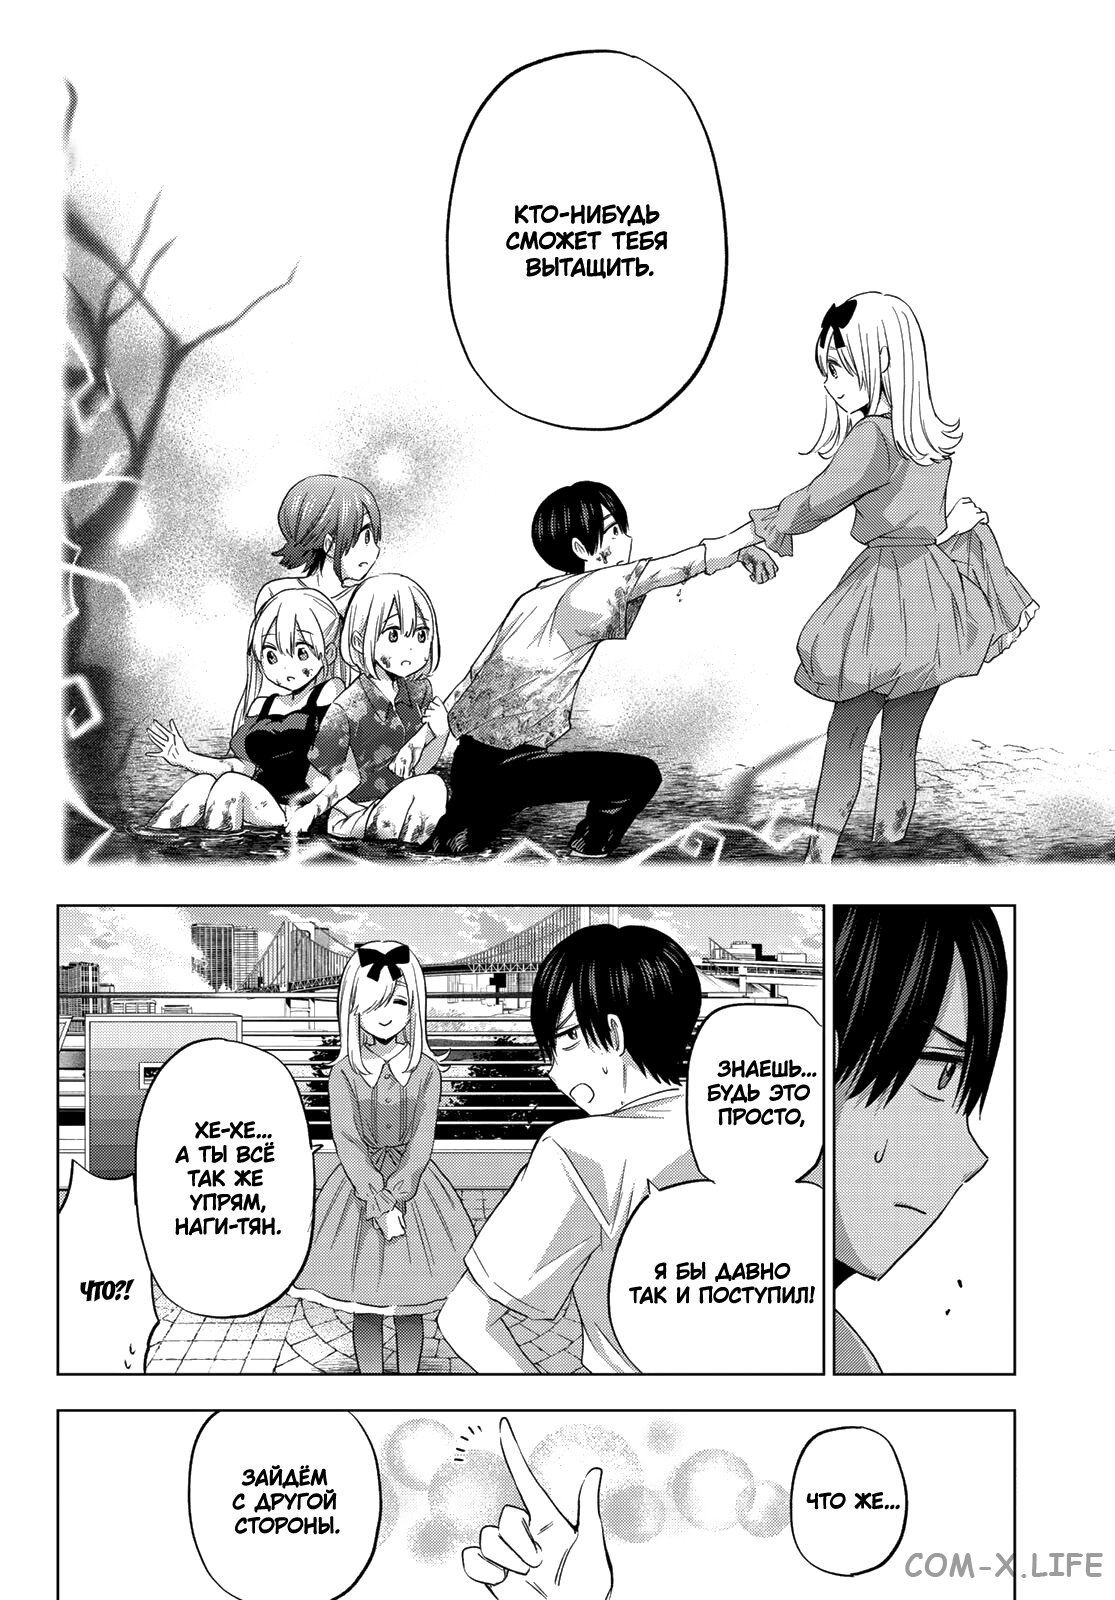 КТО-НИБУДЬ
СМОЖЕТ ТЕБЯ
ВЫТАЩИТЬ.
ЗНАЕШЬ...
БУДЬ ЭТО
ПРОСТО,
Я БЫ ДАВНО
ТАК И ПОСТУПИЛ!
ХЕ-ХЕ...
А ТЫ ВСЁ
ТАК ЖЕ
УПРЯМ,
НАГИ-ТЯН.
ЧТО?!
ЧТО ЖЕ...
ЗАЙДЁМ
С ДРУГОЙ
СТОРОНЫ.
COM-X.LIFE